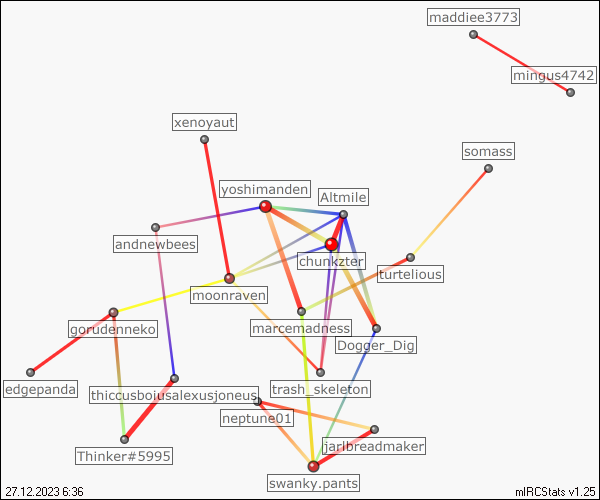 maddiee3773
mingus4742
xenoyaut
somass
yoshimanden
Altmile
andnewbees
chunkzter
turtelious
moonraven
gorudenneko
marcemadness
Dogger_Dig
edgepanda
thiccusboiusalexusjoneus
trash_skeleton
neptune01
jarlbreadmaker
Thinker#5995
swanky.pants
27.12.2023 6:36
mIRCStats v1.25